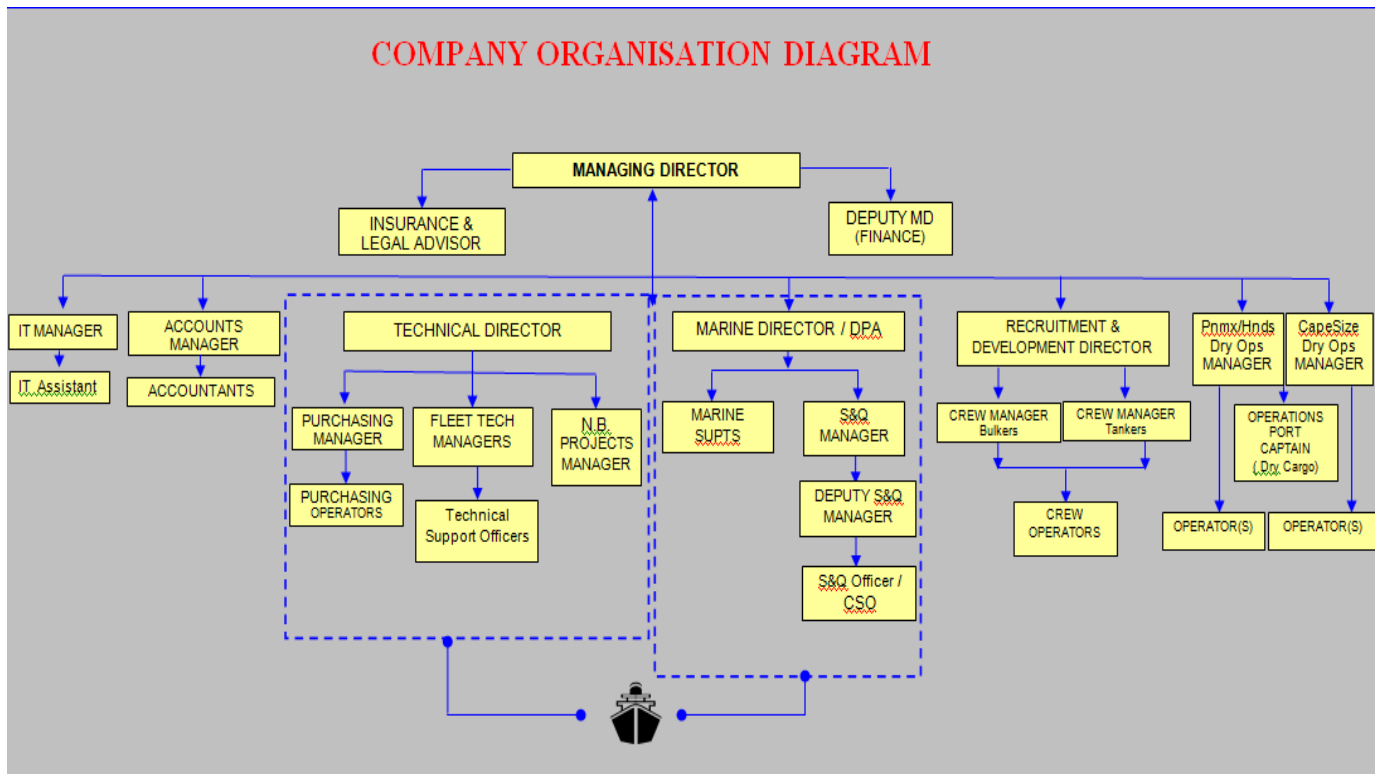 COMPANY ORGANISATION DIAGRAM
MANAGING DIRECTOR
INSURANCE &
LEGAL ADVISOR
DEPUTY MD
(FINANCE)
IT MANAGER
IT Assistant
ACCOUNTS
MANAGER
ACCOUNTANTS
TECHNICAL DIRECTOR
PURCHASING
MANAGER
PURCHASING
OPERATORS
FLEET TECH
MANAGERS
Technical
Support Officers
N.B.
PROJECTS
MANAGER
MARINE DIRECTOR / DPA
MARINE
SUPTS
S&Q
MANAGER
DEPUTY S&Q
MANAGER
S&Q Officer /
CSO
RECRUITMENT &
DEVELOPMENT DIRECTOR
CREW MANAGER
Bulkers
CREW MANAGER
Tankers
CREW
OPERATORS
Pnmx/Hnds
Dry Ops
MANAGER
CapeSize
Dry Ops
MANAGER
OPERATIONS
PORT
CAPTAIN
(.Dry Cargo)
OPERATOR(S)
OPERATOR(S)